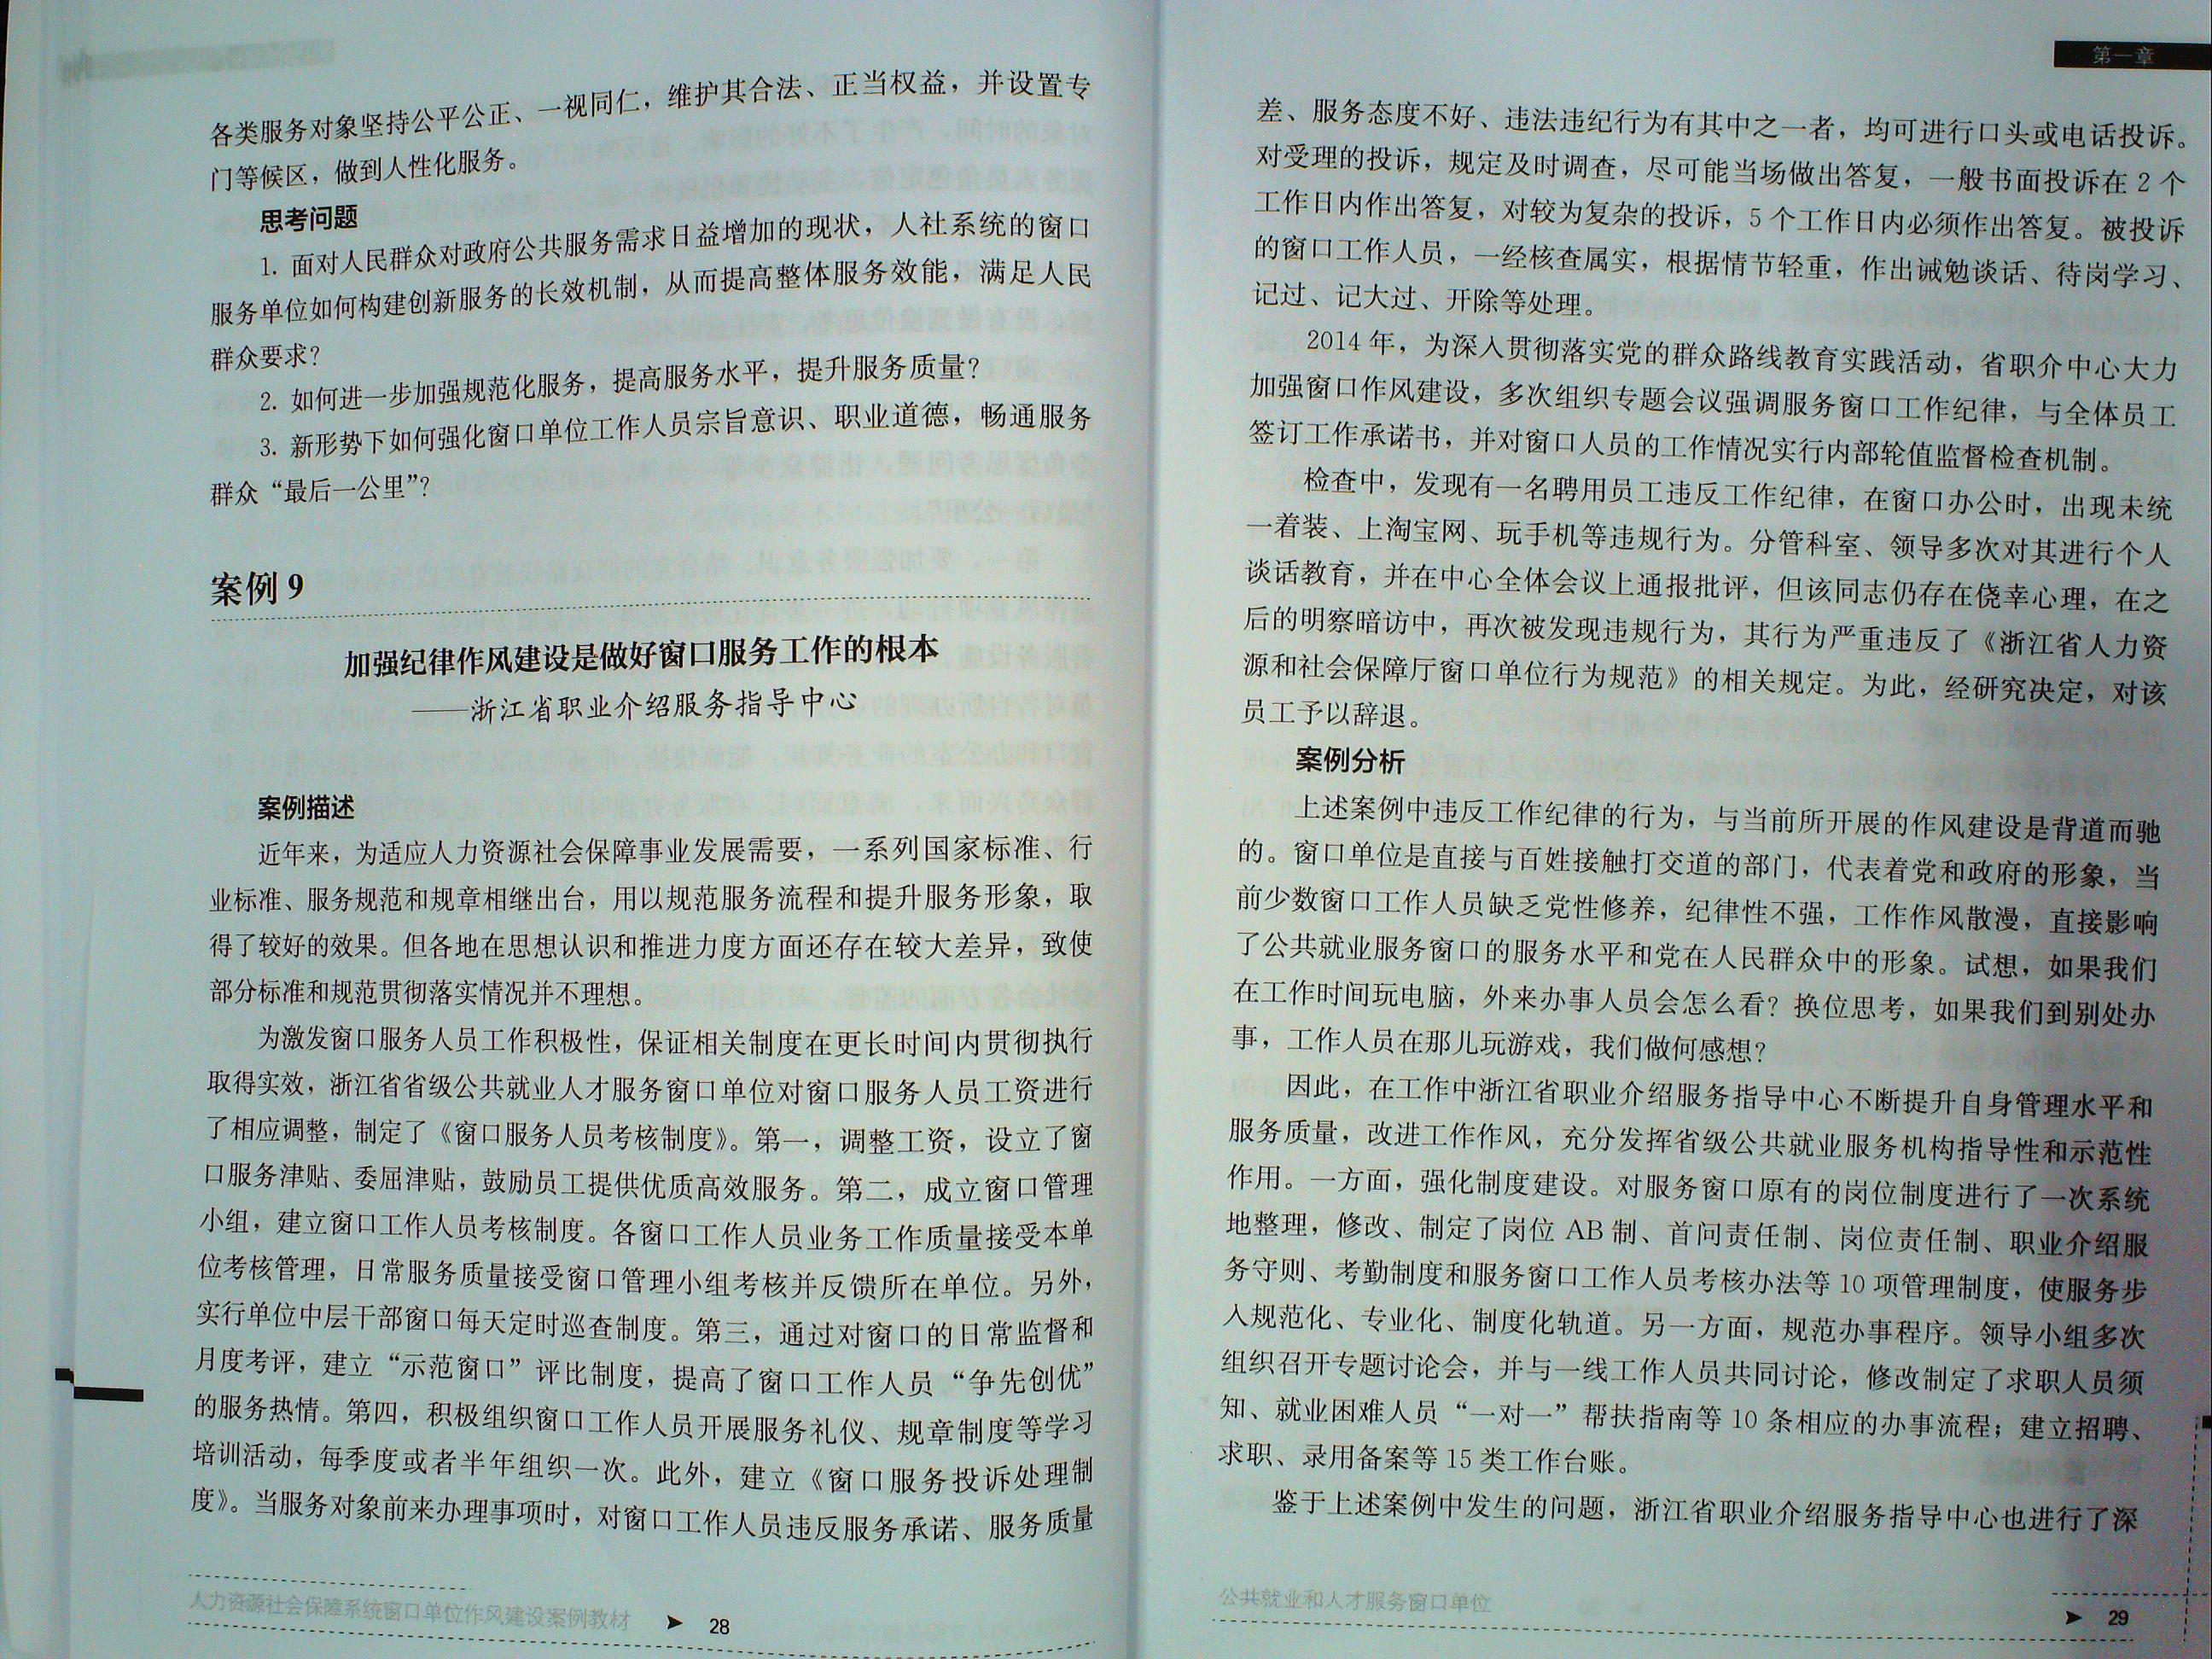 各类服务对象坚持公平公正、一视同仁，维护其合法、正当权益，并设置专
门等候区，做到人性化服务。
思考问题
1. 面对人民群众对政府公共服务需求日益增加的现状，人社系统的窗口
服务单位如何构建创新服务的长效机制，从而提高整体服务效能，满足人民
群众要求？
2. 如何进一步加强规范化服务，提高服务水平，提升服务质量？
3. 新形势下如何强化窗口单位工作人员宗旨意识、职业道德，畅通服务
群众“最后一公里”？
案例 9
加强纪律作风建设是做好窗口服务工作的根本
——浙江省职业介绍服务指导中心
案例描述
近年来，为适应人力资源社会保障事业发展需要，一系列国家标准、行
业标准、服务规范和规章相继出台，用以规范服务流程和提升服务形象，取
得了较好的效果。但各地在思想认识和推进力度方面还存在较大差异，致使
部分标准和规范贯彻落实情况并不理想。
为激发窗口服务人员工作积极性，保证相关制度在更长时间内贯彻执行
取得实效，浙江省省级公共就业人才服务窗口单位对窗口服务人员工资进行
了相应调整，制定了《窗口服务人员考核制度》。第一，调整工资，设立了窗
口服务津贴、委屈津贴，鼓励员工提供优质高效服务。第二，成立窗口管理
小组，建立窗口工作人员考核制度。各窗口工作人员业务工作质量接受本单
位考核管理，日常服务质量接受窗口管理小组考核并反馈所在单位。另外，
实行单位中层干部窗口每天定时巡查制度。第三，通过对窗口的日常监督和
月度考评，建立“示范窗口”评比制度，提高了窗口工作人员“争先创优”
的服务热情。第四，积极组织窗口工作人员开展服务礼仪、规章制度等学习
培训活动，每季度或者半年组织一次。此外，建立《窗口服务投诉处理制
度》。当服务对象前来办理事项时，对窗口工作人员违反服务承诺、服务质量
人力资源社会保障系统窗口单位作风建设案例教材 28
第一章
差、服务态度不好、违法违纪行为有其中之一者，均可进行口头或电话投诉。
对受理的投诉，规定及时调查，尽可能当场做出答复，一般书面投诉在 2 个
工作日内作出答复，对较为复杂的投诉，5 个工作日内必须作出答复。被投诉
的窗口工作人员，一经核查属实，根据情节轻重，作出诫勉谈话、待岗学习、
记过、记大过、开除等处理。
2014 年，为深入贯彻落实党的群众路线教育实践活动，省职介中心大力
加强窗口作风建设，多次组织专题会议强调服务窗口工作纪律，与全体员工
签订工作承诺书，并对窗口人员的工作情况实行内部轮值监督检查机制。
检查中，发现有一名聘用员工违反工作纪律，在窗口办公时，出现未统
一着装、上淘宝网、玩手机等违规行为。分管科室、领导多次对其进行个人
谈话教育，并在中心全体会议上通报批评，但该同志仍存在侥幸心理，在之
后的明察暗访中，再次被发现违规行为，其行为严重违反了《浙江省人力资
源和社会保障厅窗口单位行为规范》的相关规定。为此，经研究决定，对该
员工予以辞退。
案例分析
上述案例中违反工作纪律的行为，与当前所开展的作风建设是背道而驰
的。窗口单位是直接与百姓接触打交道的部门，代表着党和政府的形象，当
前少数窗口工作人员缺乏党性修养，纪律性不强，工作作风散漫，直接影响
了公共就业服务窗口的服务水平和党在人民群众中的形象。试想，如果我们
在工作时间玩电脑，外来办事人员会怎么看？换位思考，如果我们到别处办
事，工作人员在那儿玩游戏，我们做何感想？
因此，在工作中浙江省职业介绍服务指导中心不断提升自身管理水平和
服务质量，改进工作作风，充分发挥省级公共就业服务机构指导性和示范性
作用。一方面，强化制度建设。对服务窗口原有的岗位制度进行了一次系统
地整理，修改、制定了岗位 AB 制、首问责任制、岗位责任制、职业介绍服
务守则、考勤制度和服务窗口工作人员考核办法等 10 项管理制度，使服务步
入规范化、专业化、制度化轨道。另一方面，规范办事程序。领导小组多次
组织召开专题讨论会，并与一线工作人员共同讨论，修改制定了求职人员须
知、就业困难人员“一对一”帮扶指南等 10 条相应的办事流程；建立招聘、
求职、录用备案等 15 类工作台账。
鉴于上述案例中发生的问题，浙江省职业介绍服务指导中心也进行了深
公共就业和人才服务窗口单位 29